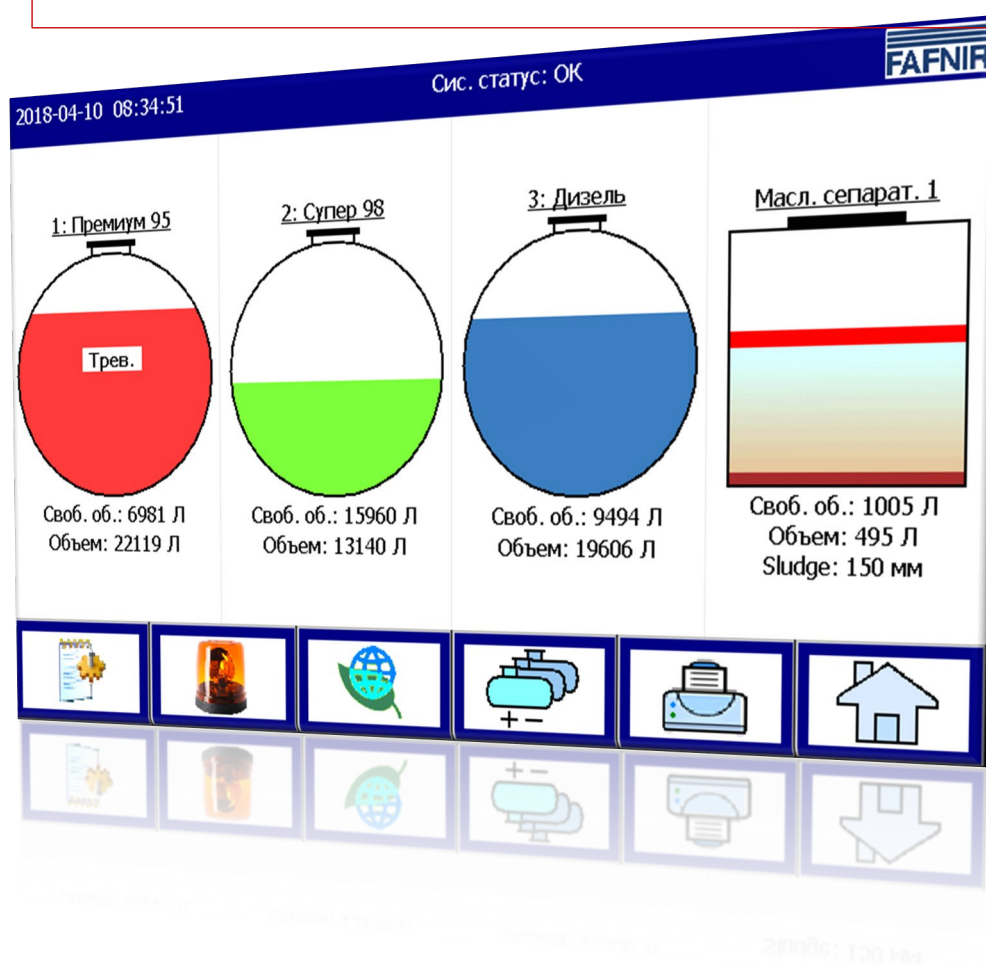 2018-04-10 08:34:51
Сис. статус: OK
FAFNIR
1: Премиум 95
2: Супер 98
3: Дизель
Масл. сепарат. 1
Трев.
Своб. об.: 6981 Л
Объем: 22119 Л
Своб. об.: 15960 Л
Объем: 13140 Л
Своб. об.: 9494 Л
Объем: 19606 Л
Своб. об.: 1005 Л
Объем: 495 Л
Sludge: 150 мм